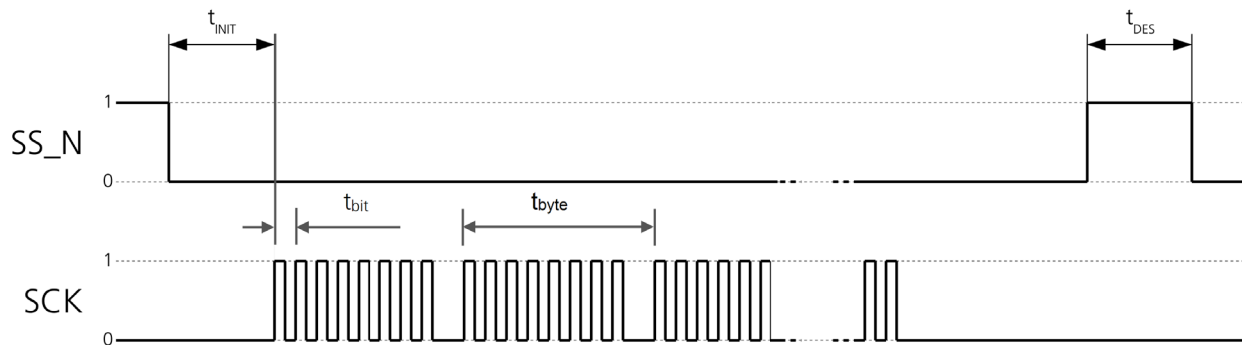 tINIT
tDES
1
SS_N
0
tbit
tbyte
1
SCK
0